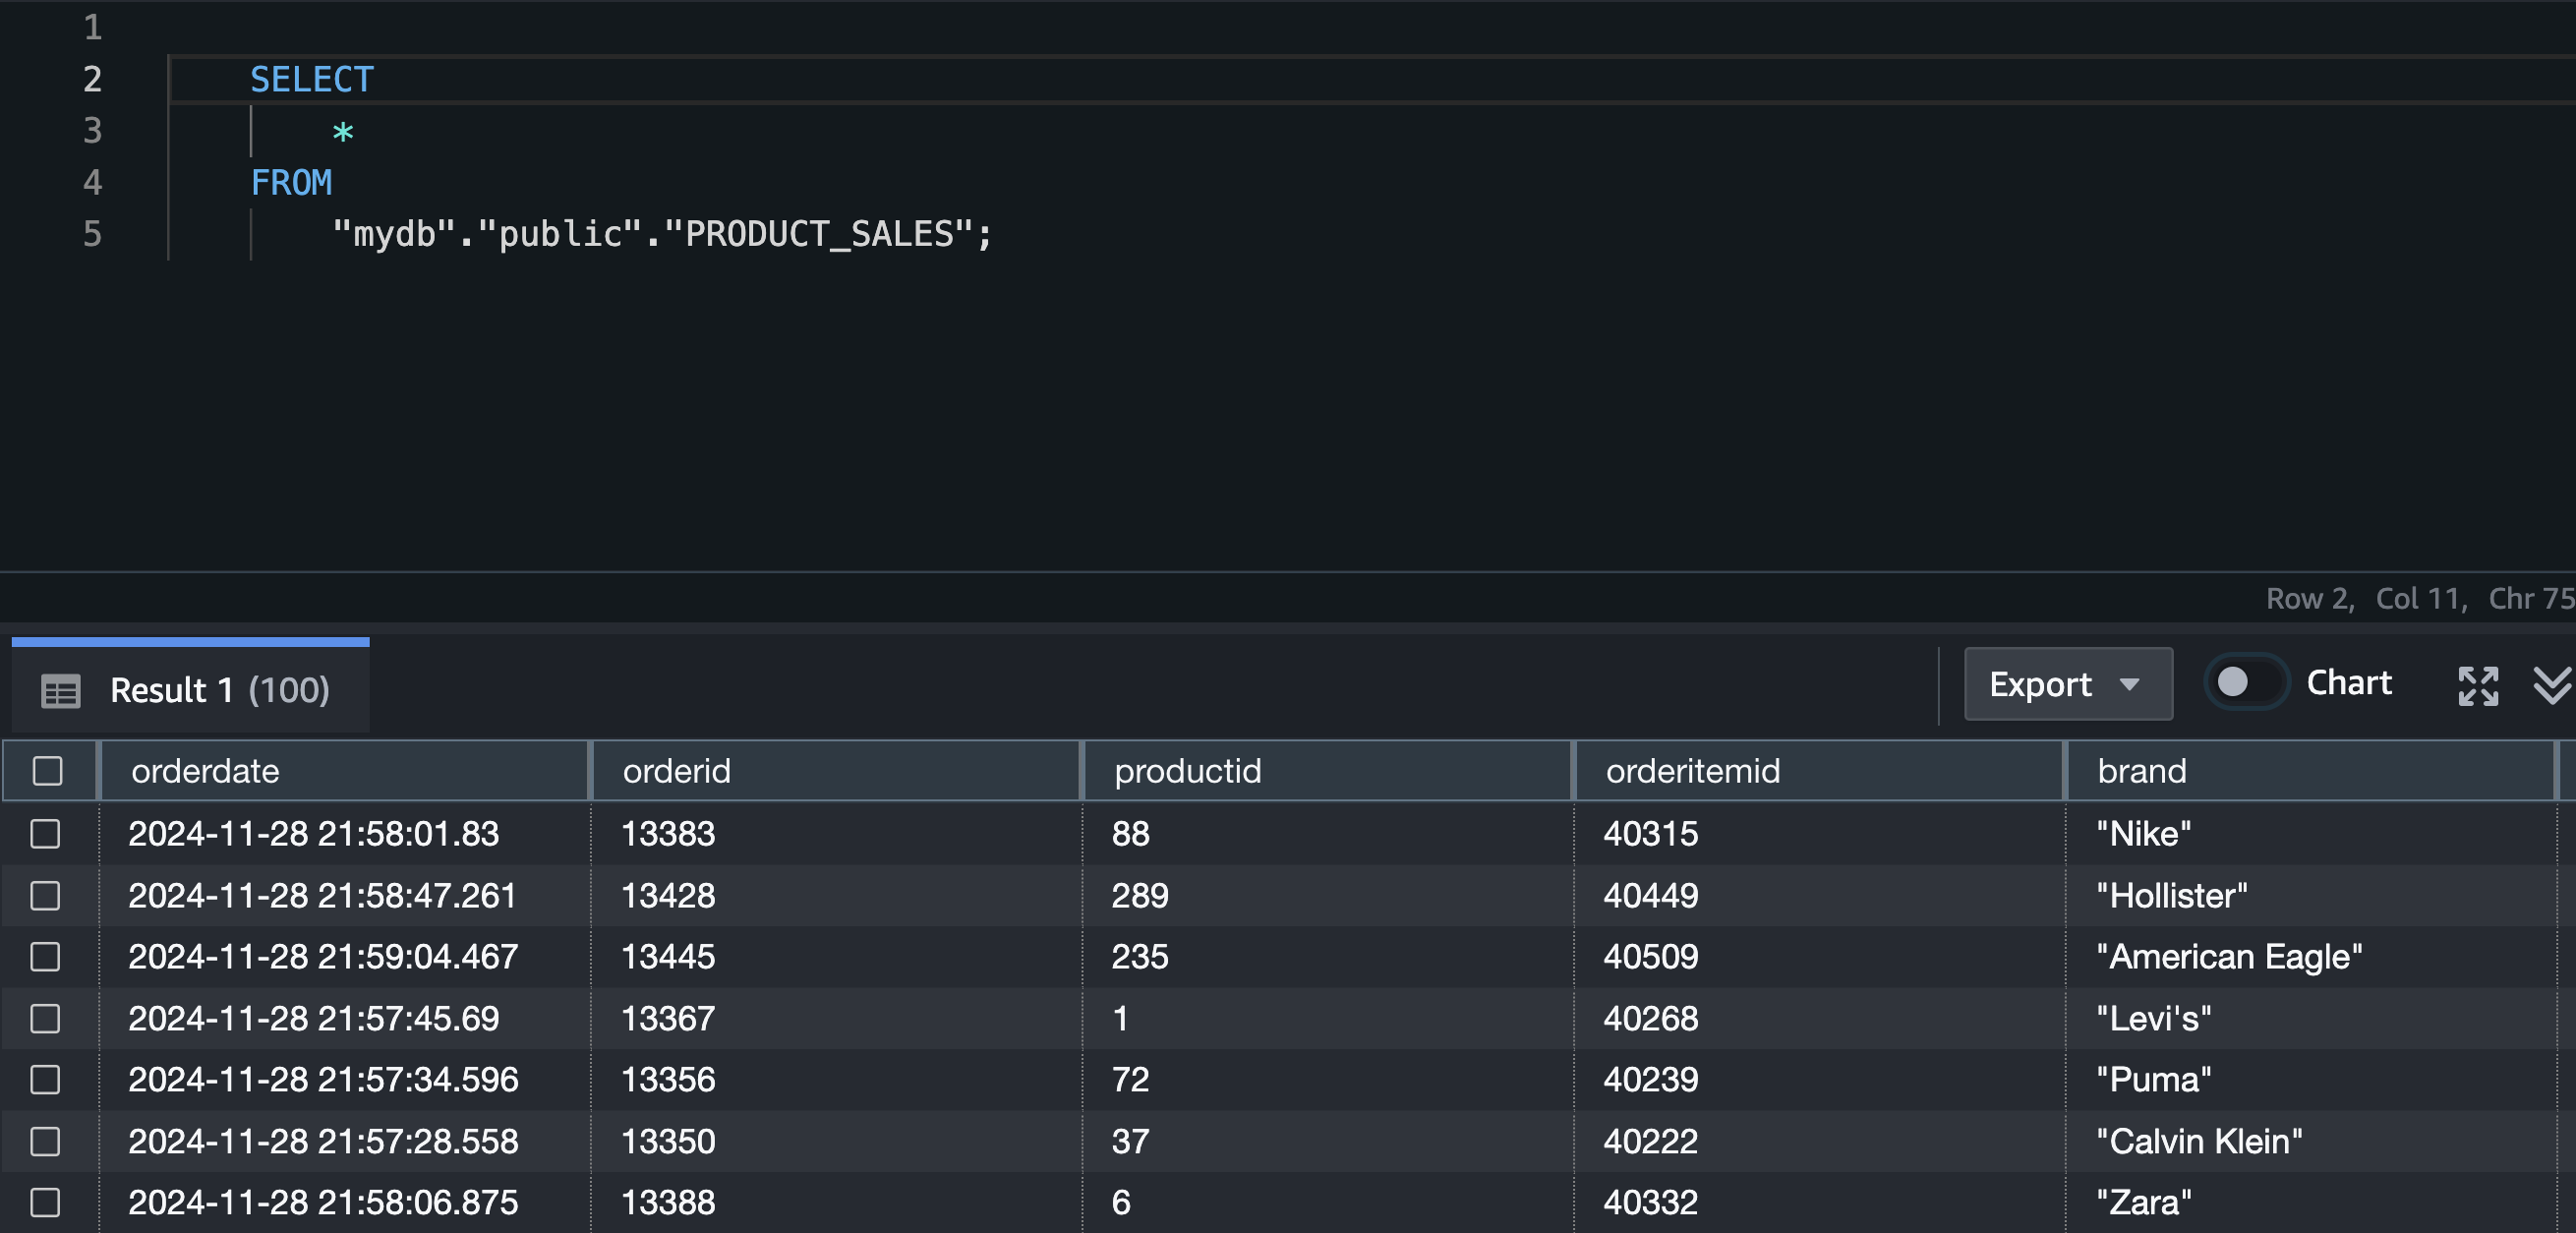 1
2 SELECT
3 *
4 FROM
5 "mydb"."public"."PRODUCT_SALES";
Row 2, Col 11, Chr 75
Result 1 (100) Export Chart
orderdate orderid productid orderitemid brand
2024-11-28 21:58:01.83 13383 88 40315 "Nike"
2024-11-28 21:58:47.261 13428 289 40449 "Hollister"
2024-11-28 21:59:04.467 13445 235 40509 "American Eagle"
2024-11-28 21:57:45.69 13367 1 40268 "Levi's"
2024-11-28 21:57:34.596 13356 72 40239 "Puma"
2024-11-28 21:57:28.558 13350 37 40222 "Calvin Klein"
2024-11-28 21:58:06.875 13388 6 40332 "Zara"